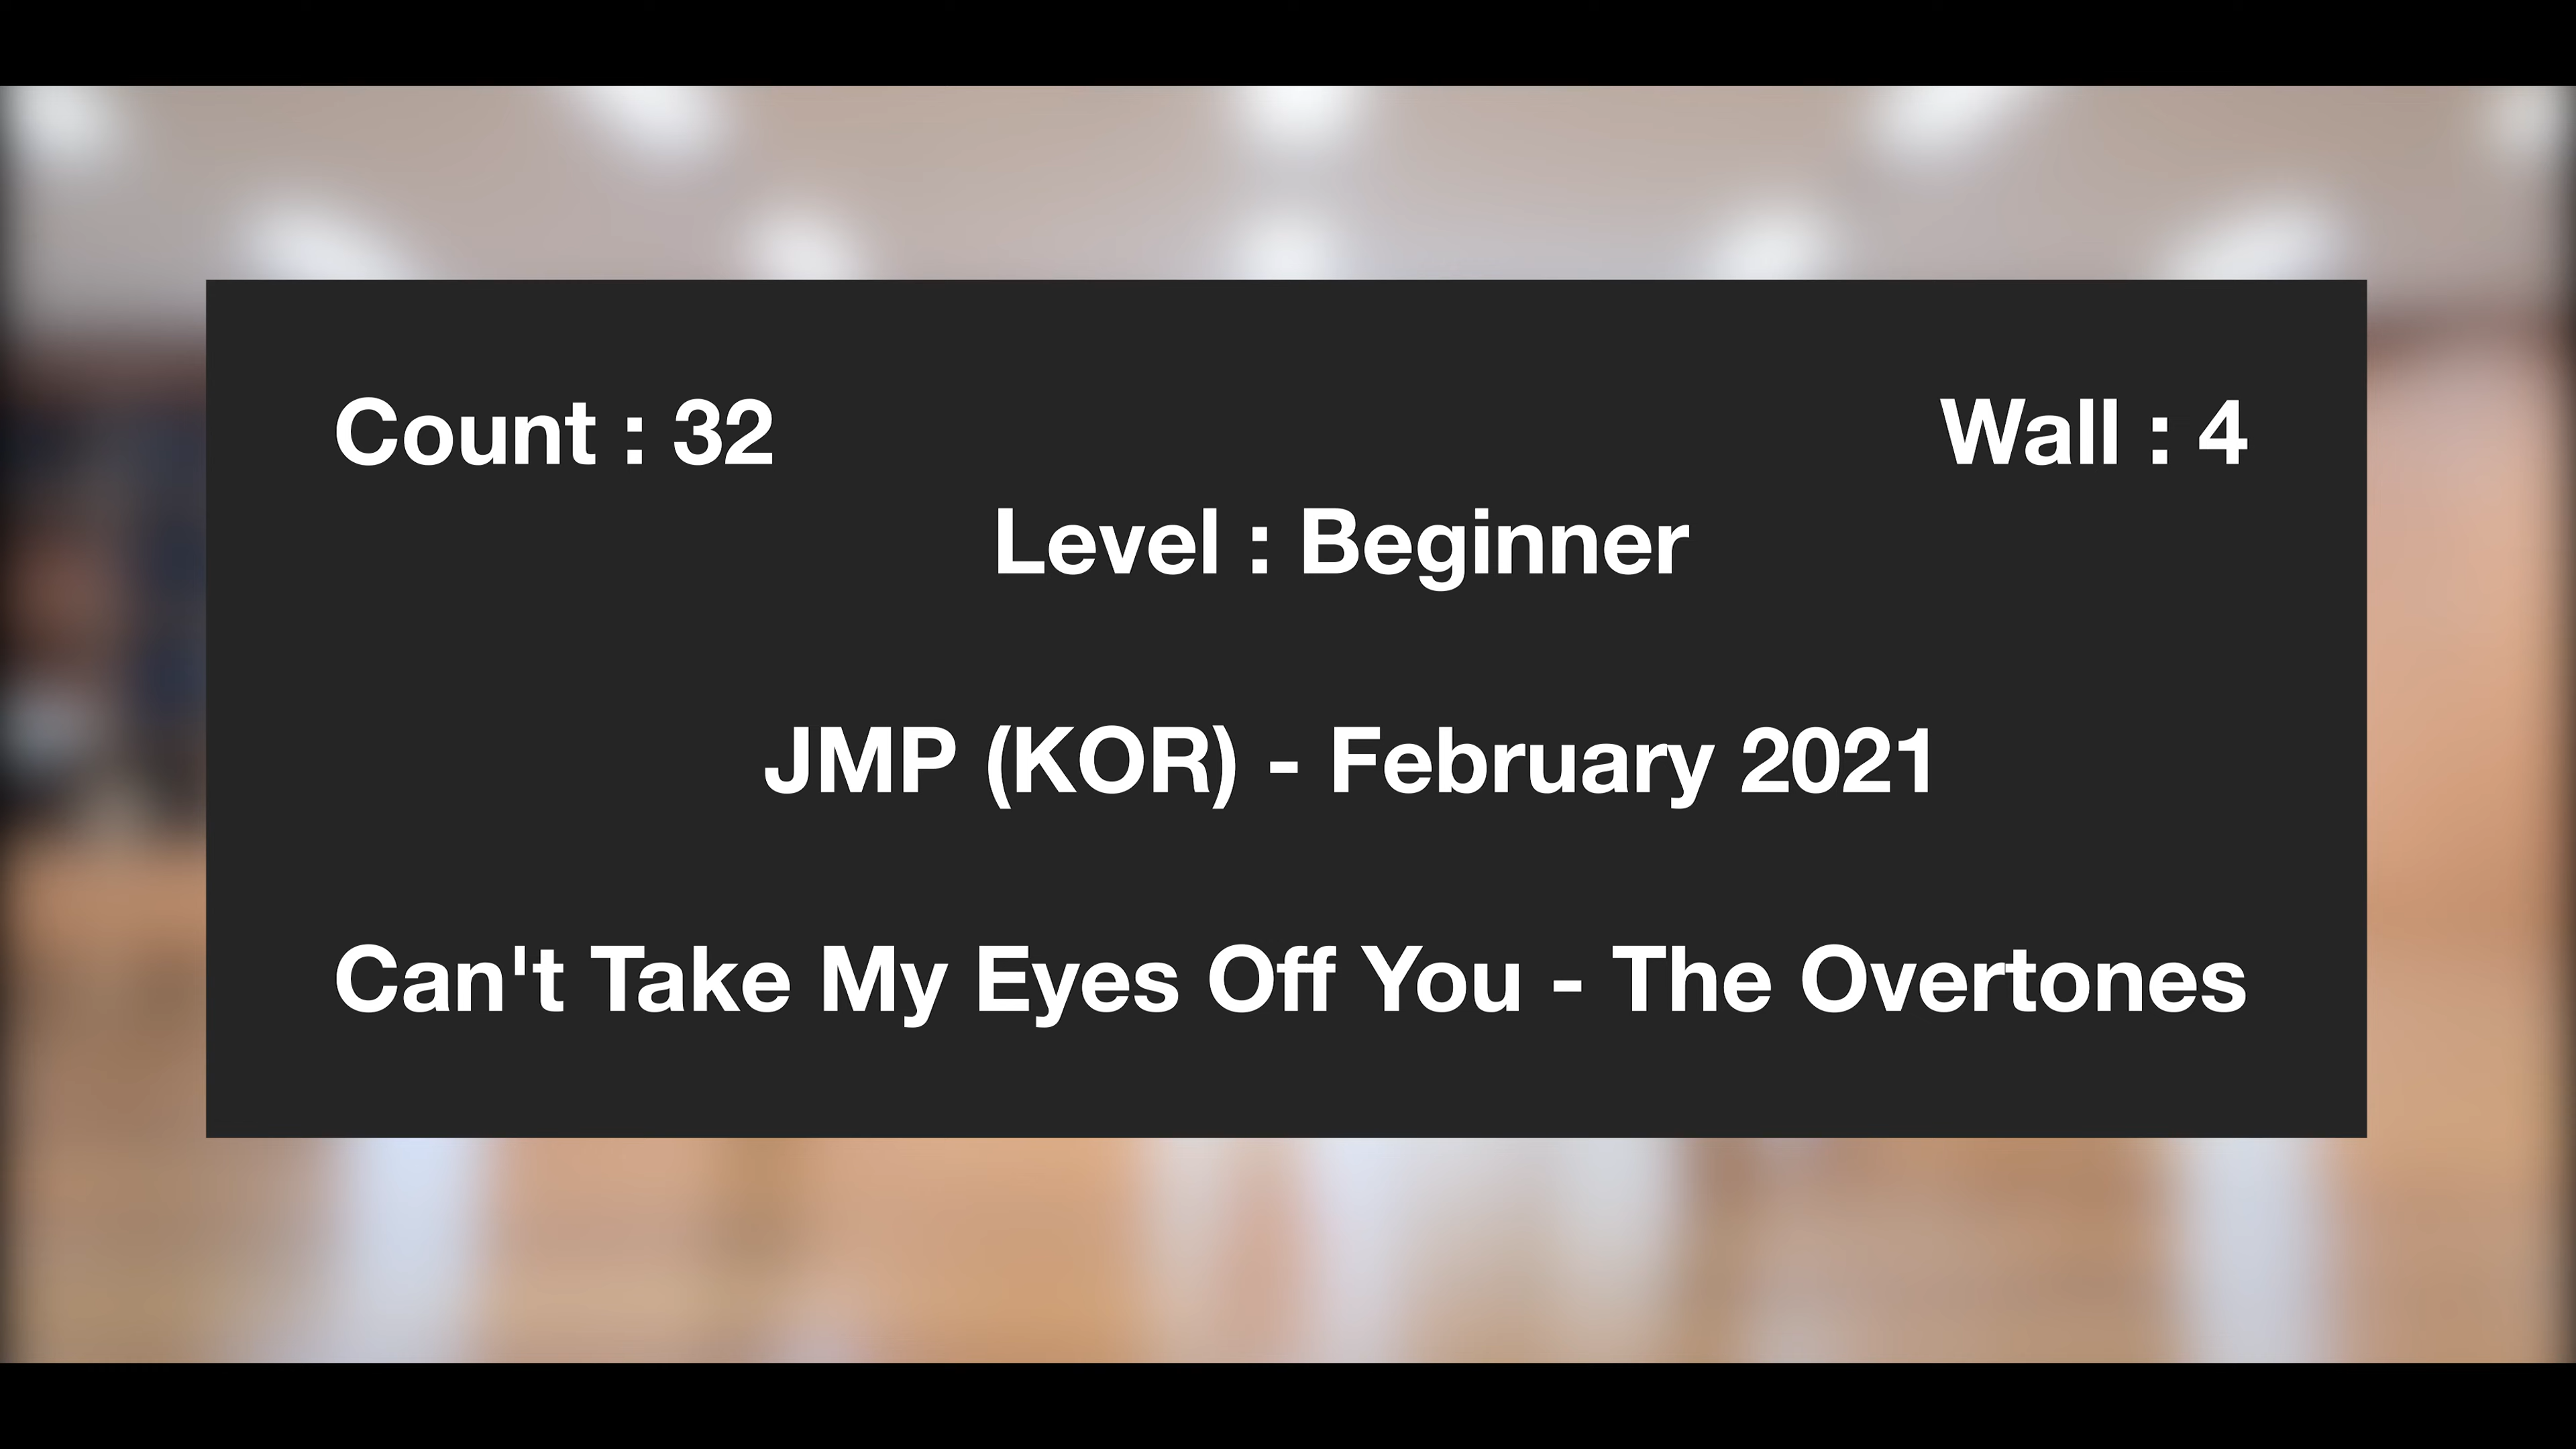 Count : 32 Wall : 4
Level : Beginner
JMP (KOR) - February 2021
Can't Take My Eyes Off You - The Overtones